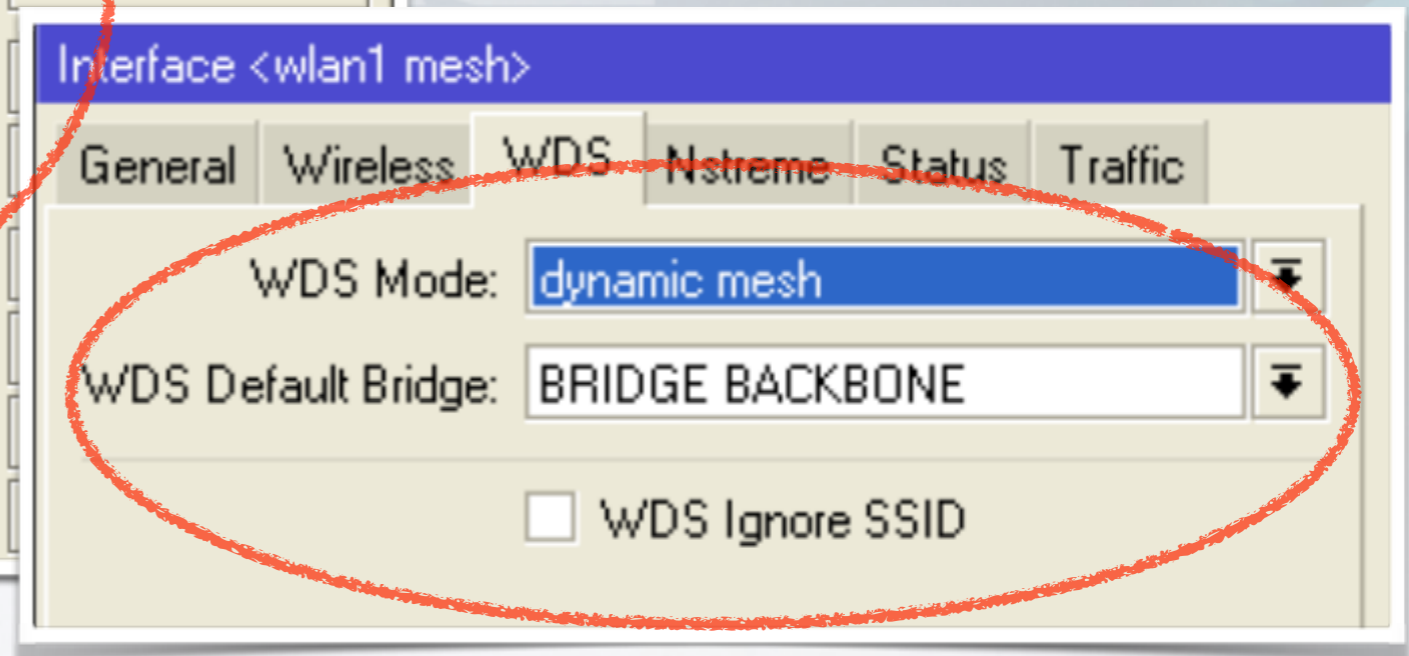 Interface <wlan1 mesh>
General Wireless WDS Nstreme Status Traffic
WDS Mode: dynamic mesh
WDS Default Bridge: BRIDGE BACKBONE
WDS Ignore SSID